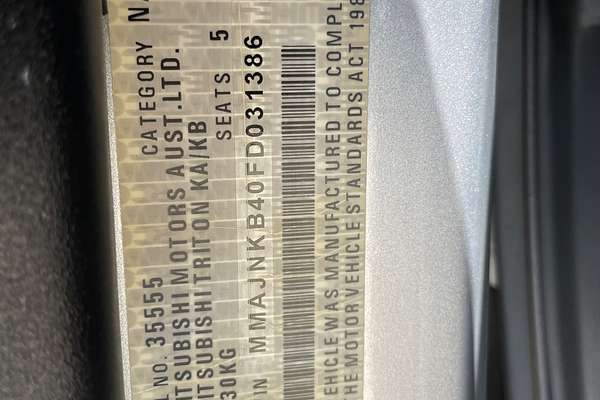 L NO. 35555 CATEGORY NA
ITSUBISHI MOTORS AUST.LTD.
ITSUBISHI TRITON KA/KB
30KG SEATS 5
IN MMAJNKB40FD031386
EHICLE WAS MANUFACTURED TO COMPL
HE MOTOR VEHICLE STANDARDS ACT 198